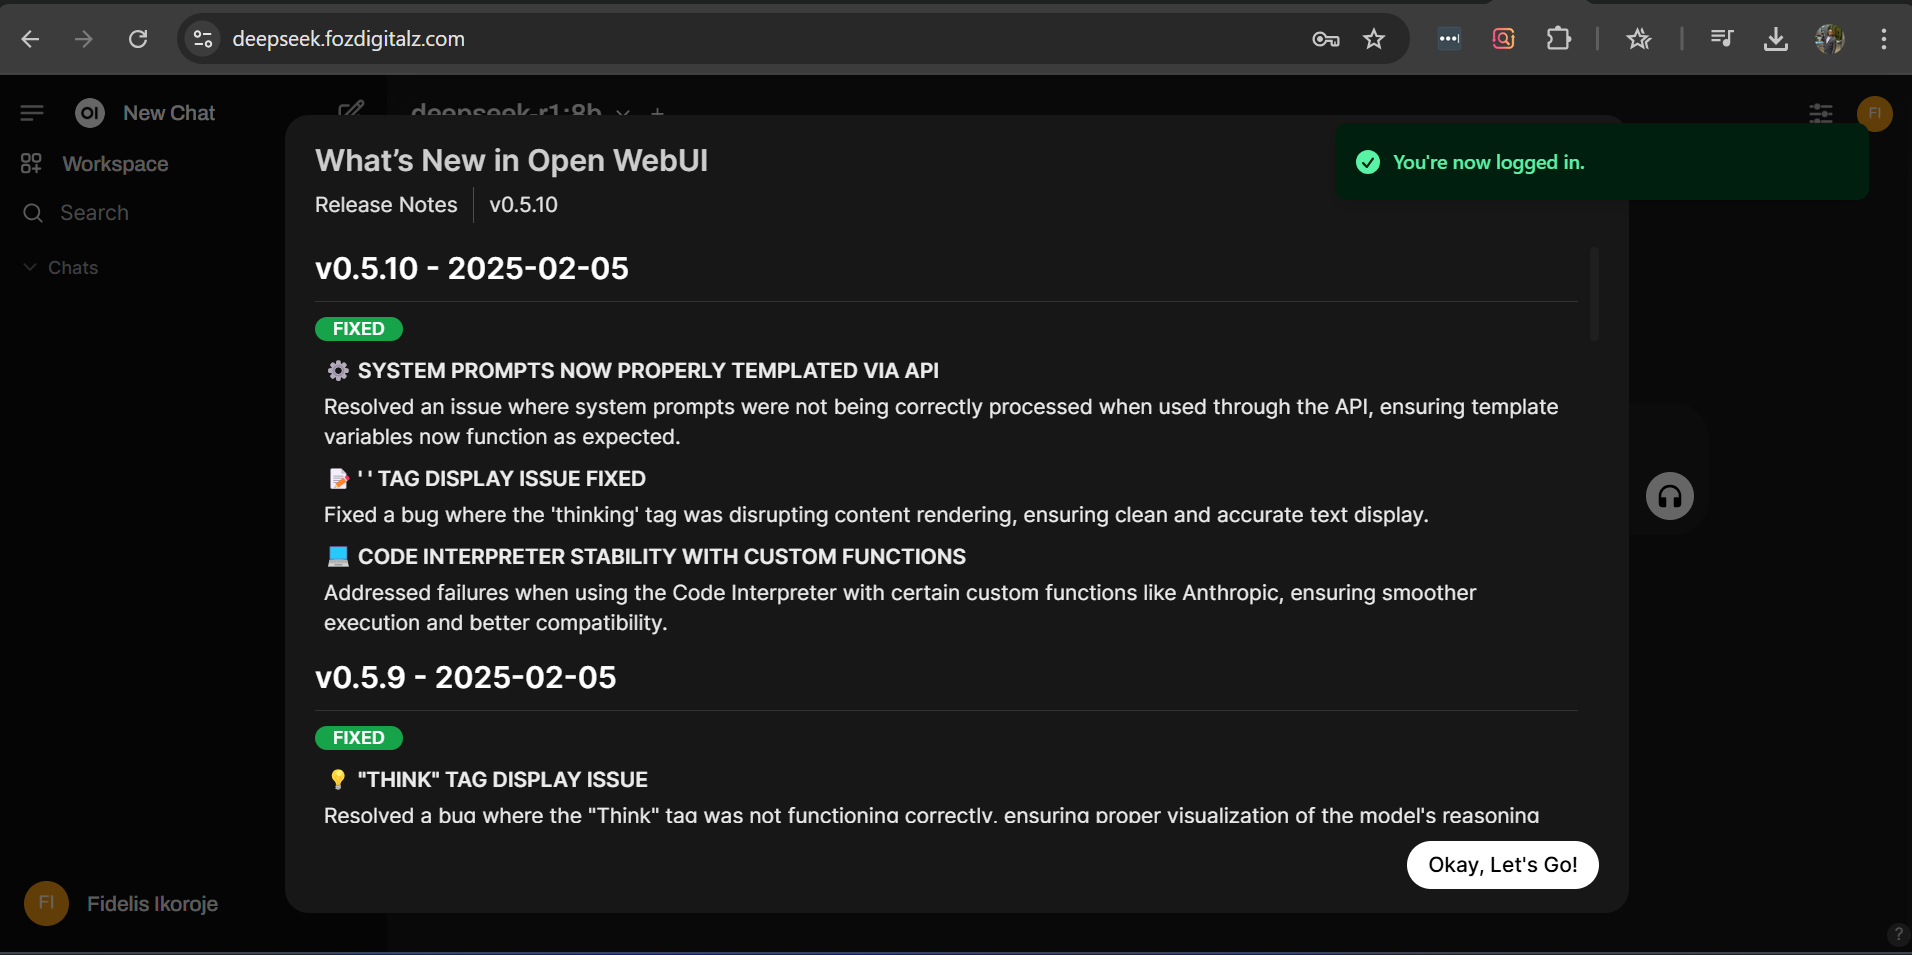 deepseek.fozdigitalz.com
OI New Chat
deepseek-r1:8b
FI
Workspace
Search
Chats
What's New in Open WebUI
Release Notes v0.5.10
You're now logged in.
v0.5.10 - 2025-02-05
FIXED
⚙️ SYSTEM PROMPTS NOW PROPERLY TEMPLATED VIA API
Resolved an issue where system prompts were not being correctly processed when used through the API, ensuring template
variables now function as expected.
📝 ' ' TAG DISPLAY ISSUE FIXED
Fixed a bug where the 'thinking' tag was disrupting content rendering, ensuring clean and accurate text display.
💻 CODE INTERPRETER STABILITY WITH CUSTOM FUNCTIONS
Addressed failures when using the Code Interpreter with certain custom functions like Anthropic, ensuring smoother
execution and better compatibility.
v0.5.9 - 2025-02-05
FIXED
💡 "THINK" TAG DISPLAY ISSUE
Resolved a bug where the "Think" tag was not functioning correctly, ensuring proper visualization of the model's reasoning
Okay, Let's Go!
FI Fidelis Ikoroje
?